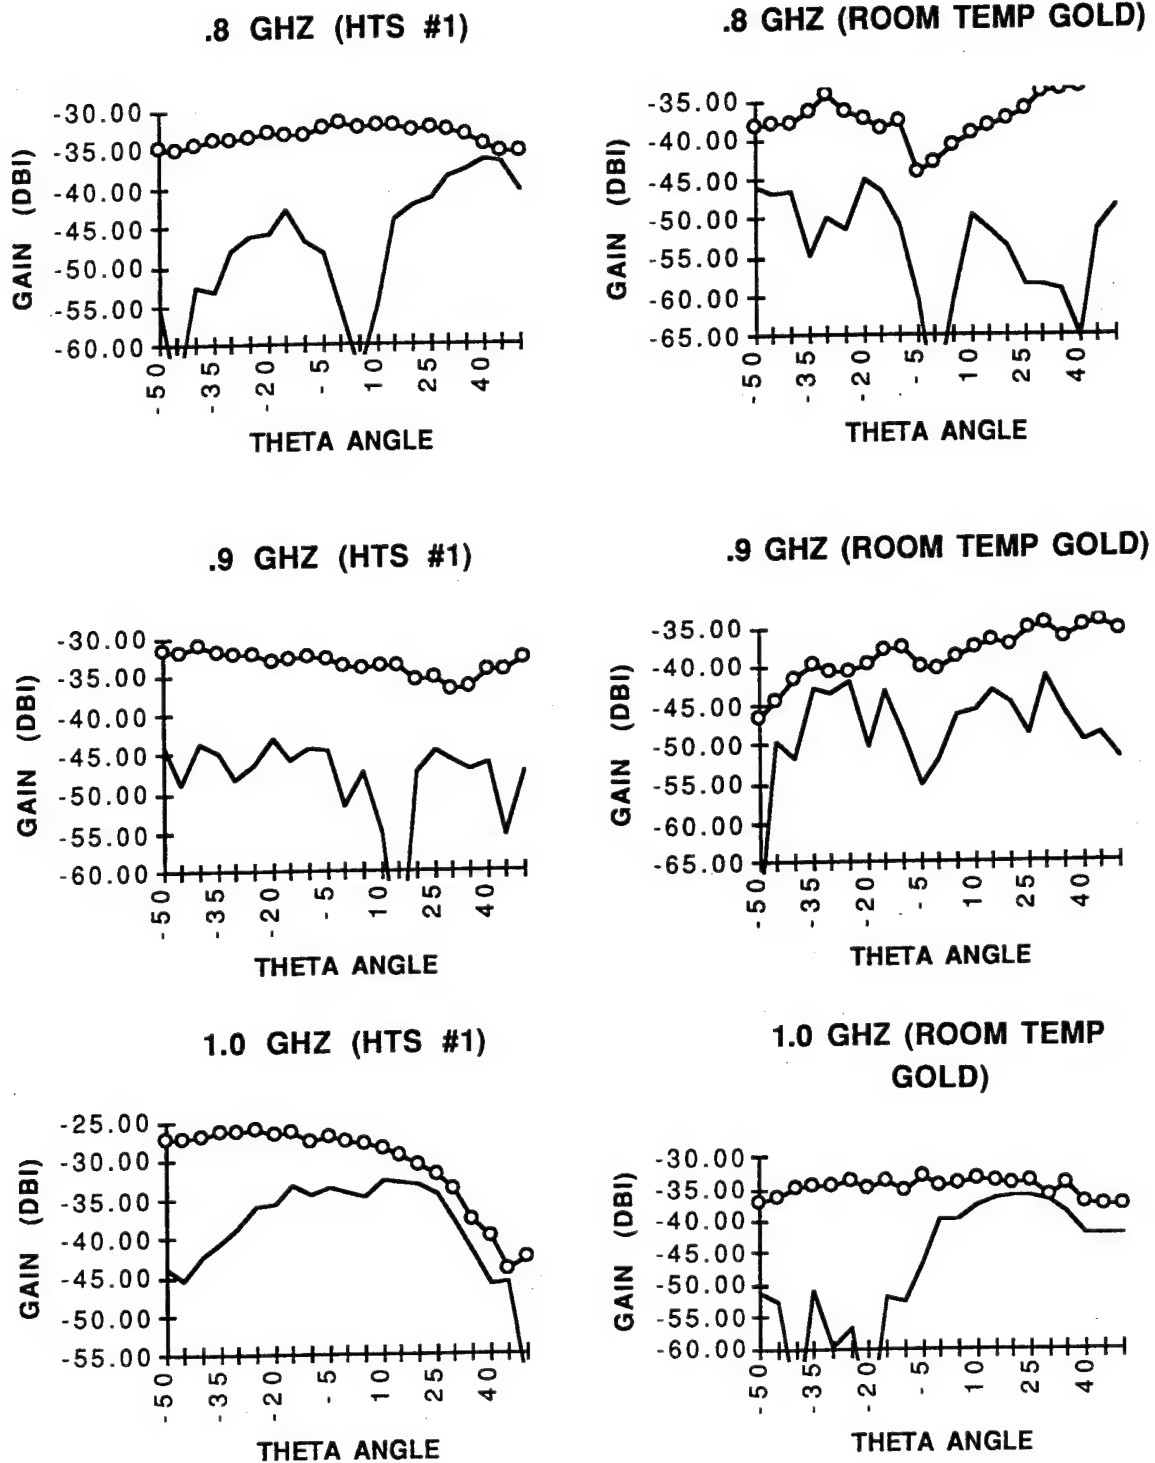 .8 GHZ (HTS #1)
-30.00
-35.00
-40.00
-45.00
-50.00
-55.00
-60.00
GAIN (DBI)
-50 -35 -20 -5 10 25 40
THETA ANGLE
.8 GHZ (ROOM TEMP GOLD)
-35.00
-40.00
-45.00
-50.00
-55.00
-60.00
-65.00
GAIN (DBI)
-50 -35 -20 -5 10 25 40
THETA ANGLE
.9 GHZ (HTS #1)
-30.00
-35.00
-40.00
-45.00
-50.00
-55.00
-60.00
GAIN (DBI)
-50 -35 -20 -5 10 25 40
THETA ANGLE
.9 GHZ (ROOM TEMP GOLD)
-35.00
-40.00
-45.00
-50.00
-55.00
-60.00
-65.00
GAIN (DBI)
-50 -35 -20 -5 10 25 40
THETA ANGLE
1.0 GHZ (HTS #1)
-25.00
-30.00
-35.00
-40.00
-45.00
-50.00
-55.00
GAIN (DBI)
-50 -35 -20 -5 10 25 40
THETA ANGLE
1.0 GHZ (ROOM TEMP
GOLD)
-30.00
-35.00
-40.00
-45.00
-50.00
-55.00
-60.00
GAIN (DBI)
-50 -35 -20 -5 10 25 40
THETA ANGLE